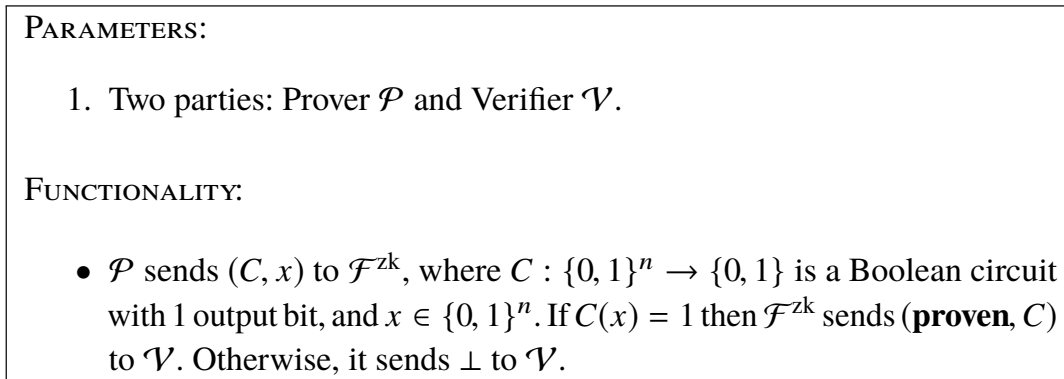 PARAMETERS:
1. Two parties: Prover 𝒫 and Verifier 𝒱.
FUNCTIONALITY:
• 𝒫 sends (C, x) to ℱ^zk, where C : {0, 1}^n → {0, 1} is a Boolean circuit
with 1 output bit, and x ∈ {0, 1}^n. If C(x) = 1 then ℱ^zk sends (proven, C)
to 𝒱. Otherwise, it sends ⊥ to 𝒱.